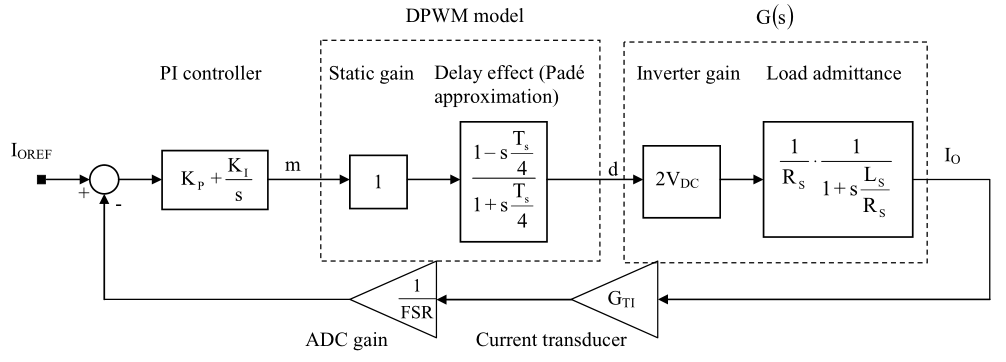 DPWM model
G(s)
PI controller
Static gain
Delay effect (Padé
approximation)
Inverter gain
Load admittance
I_OREF
+
-
K_P + K_I/s
m
1
(1 − s T_s/4)/(1 + s T_s/4)
d
2V_DC
1/R_S · 1/(1 + s L_S/R_S)
I_O
1/FSR
G_TI
ADC gain
Current transducer